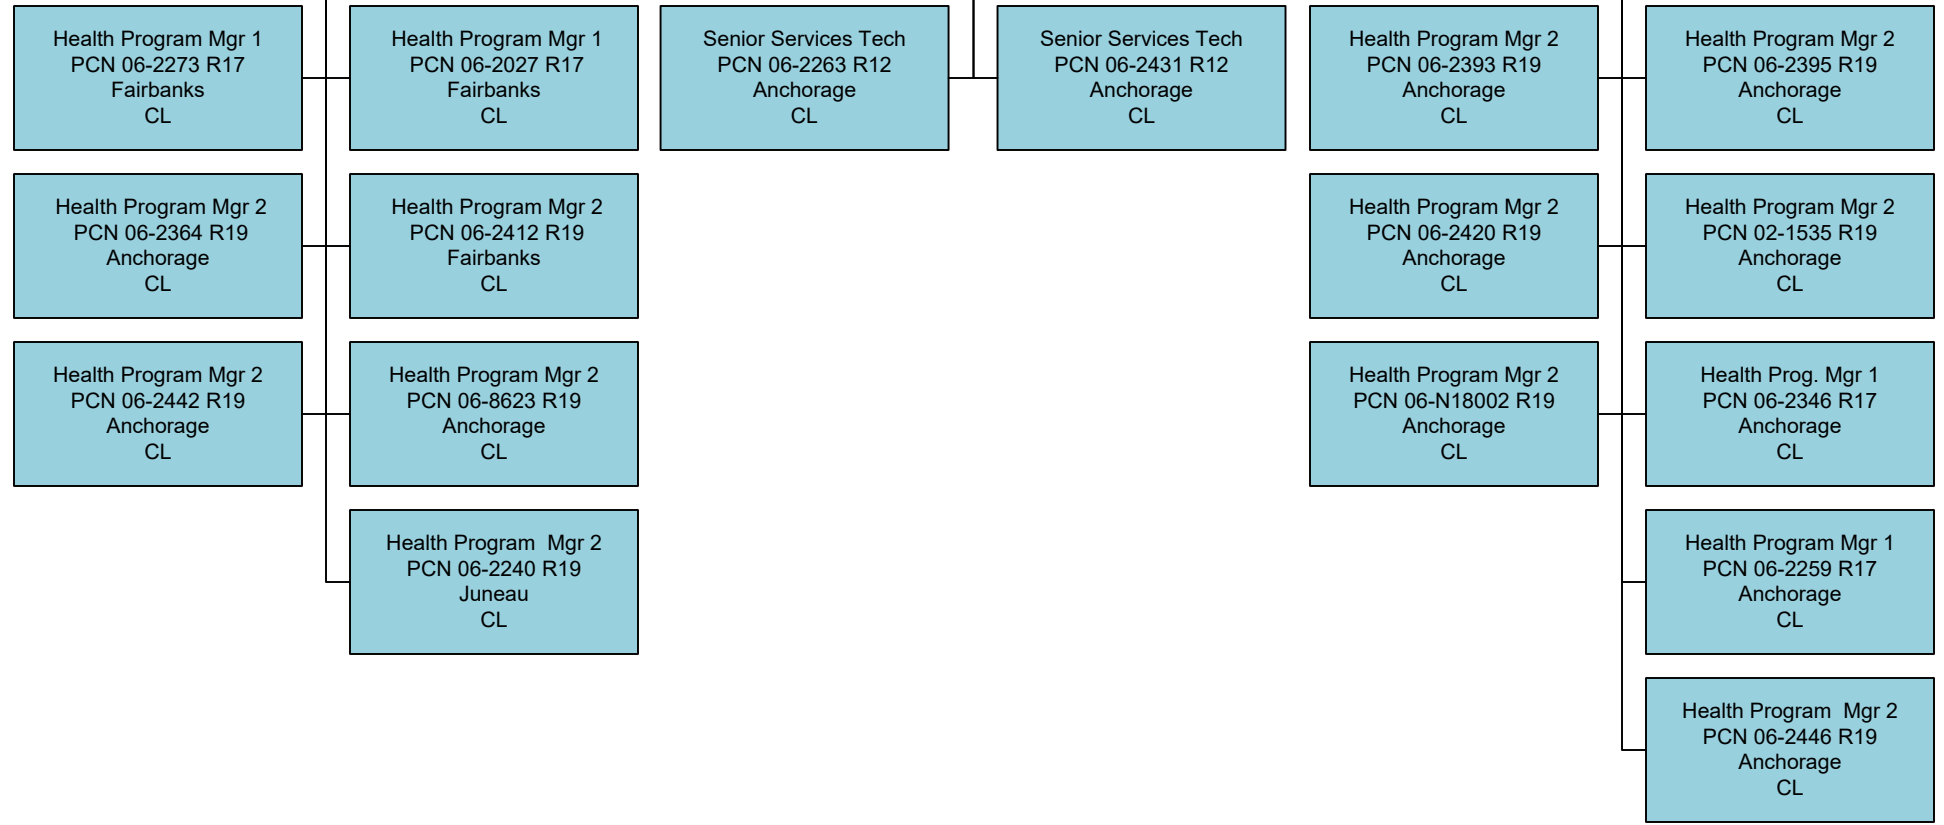 Health Program Mgr 1
PCN 06-2273 R17
Fairbanks
CL
Health Program Mgr 1
PCN 06-2027 R17
Fairbanks
CL
Senior Services Tech
PCN 06-2263 R12
Anchorage
CL
Senior Services Tech
PCN 06-2431 R12
Anchorage
CL
Health Program Mgr 2
PCN 06-2393 R19
Anchorage
CL
Health Program Mgr 2
PCN 06-2395 R19
Anchorage
CL
Health Program Mgr 2
PCN 06-2364 R19
Anchorage
CL
Health Program Mgr 2
PCN 06-2412 R19
Fairbanks
CL
Health Program Mgr 2
PCN 06-2420 R19
Anchorage
CL
Health Program Mgr 2
PCN 02-1535 R19
Anchorage
CL
Health Program Mgr 2
PCN 06-2442 R19
Anchorage
CL
Health Program Mgr 2
PCN 06-8623 R19
Anchorage
CL
Health Program Mgr 2
PCN 06-N18002 R19
Anchorage
CL
Health Prog. Mgr 1
PCN 06-2346 R17
Anchorage
CL
Health Program  Mgr 2
PCN 06-2240 R19
Juneau
CL
Health Program Mgr 1
PCN 06-2259 R17
Anchorage
CL
Health Program  Mgr 2
PCN 06-2446 R19
Anchorage
CL